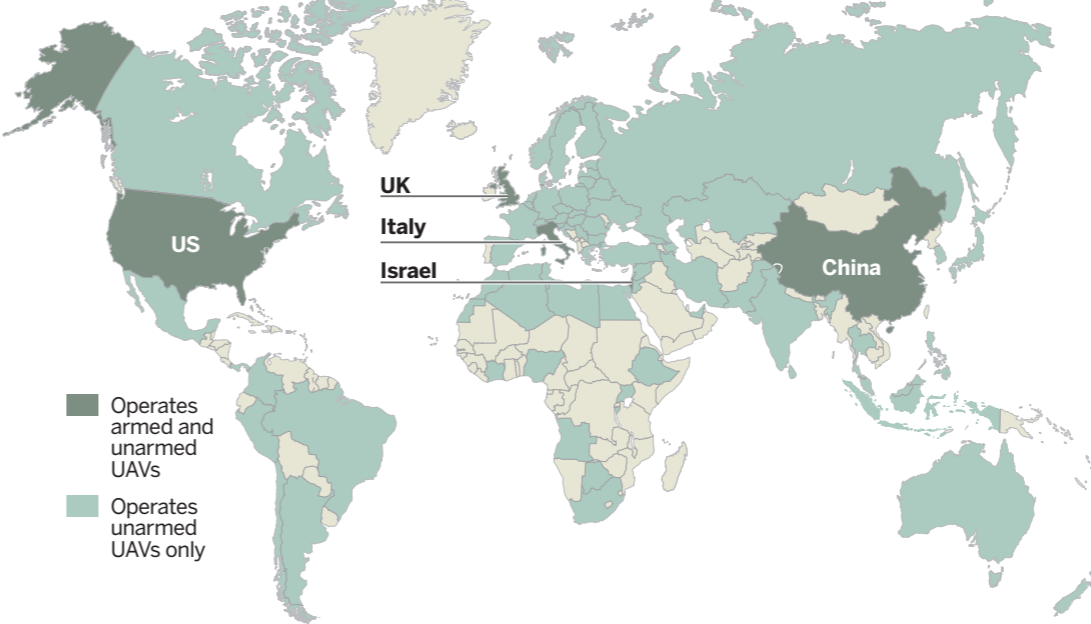 UK
Italy
US
Israel
China
Operates
armed and
unarmed
UAVs
Operates
unarmed
UAVs only